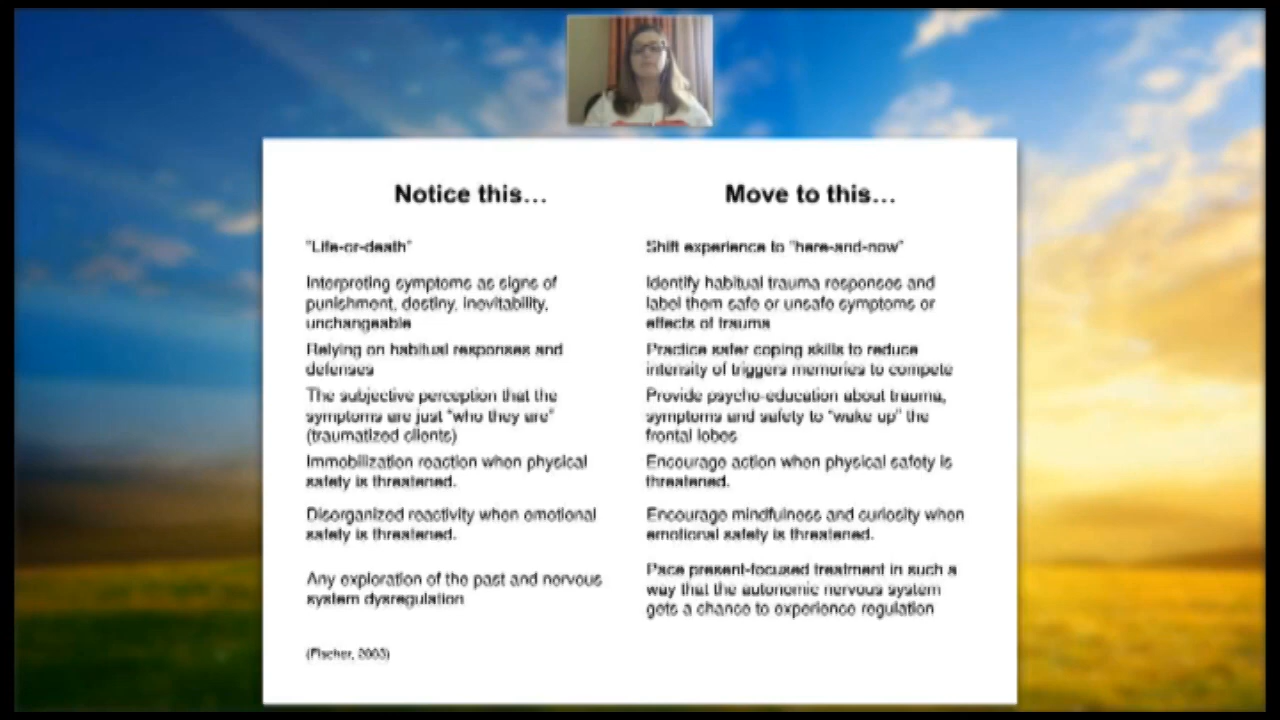 Notice this…
Move to this…
"Life-or-death"
Shift experience to "here-and-now"
Interpreting symptoms as signs of
punishment, destiny, inevitability,
unchangeable
Identify habitual trauma responses and
label them safe or unsafe symptoms or
effects of trauma
Relying on habitual responses and
defenses
Practice safer coping skills to reduce
intensity of triggers memories to compete
The subjective perception that the
symptoms are just "who they are"
(traumatized clients)
Provide psycho-education about trauma,
symptoms and safety to "wake up" the
frontal lobes
Immobilization reaction when physical
safety is threatened.
Encourage action when physical safety is
threatened.
Disorganized reactivity when emotional
safety is threatened.
Encourage mindfulness and curiosity when
emotional safety is threatened.
Any exploration of the past and nervous
system dysregulation
Pace present-focused treatment in such a
way that the autonomic nervous system
gets a chance to experience regulation
(Fischer, 2003)